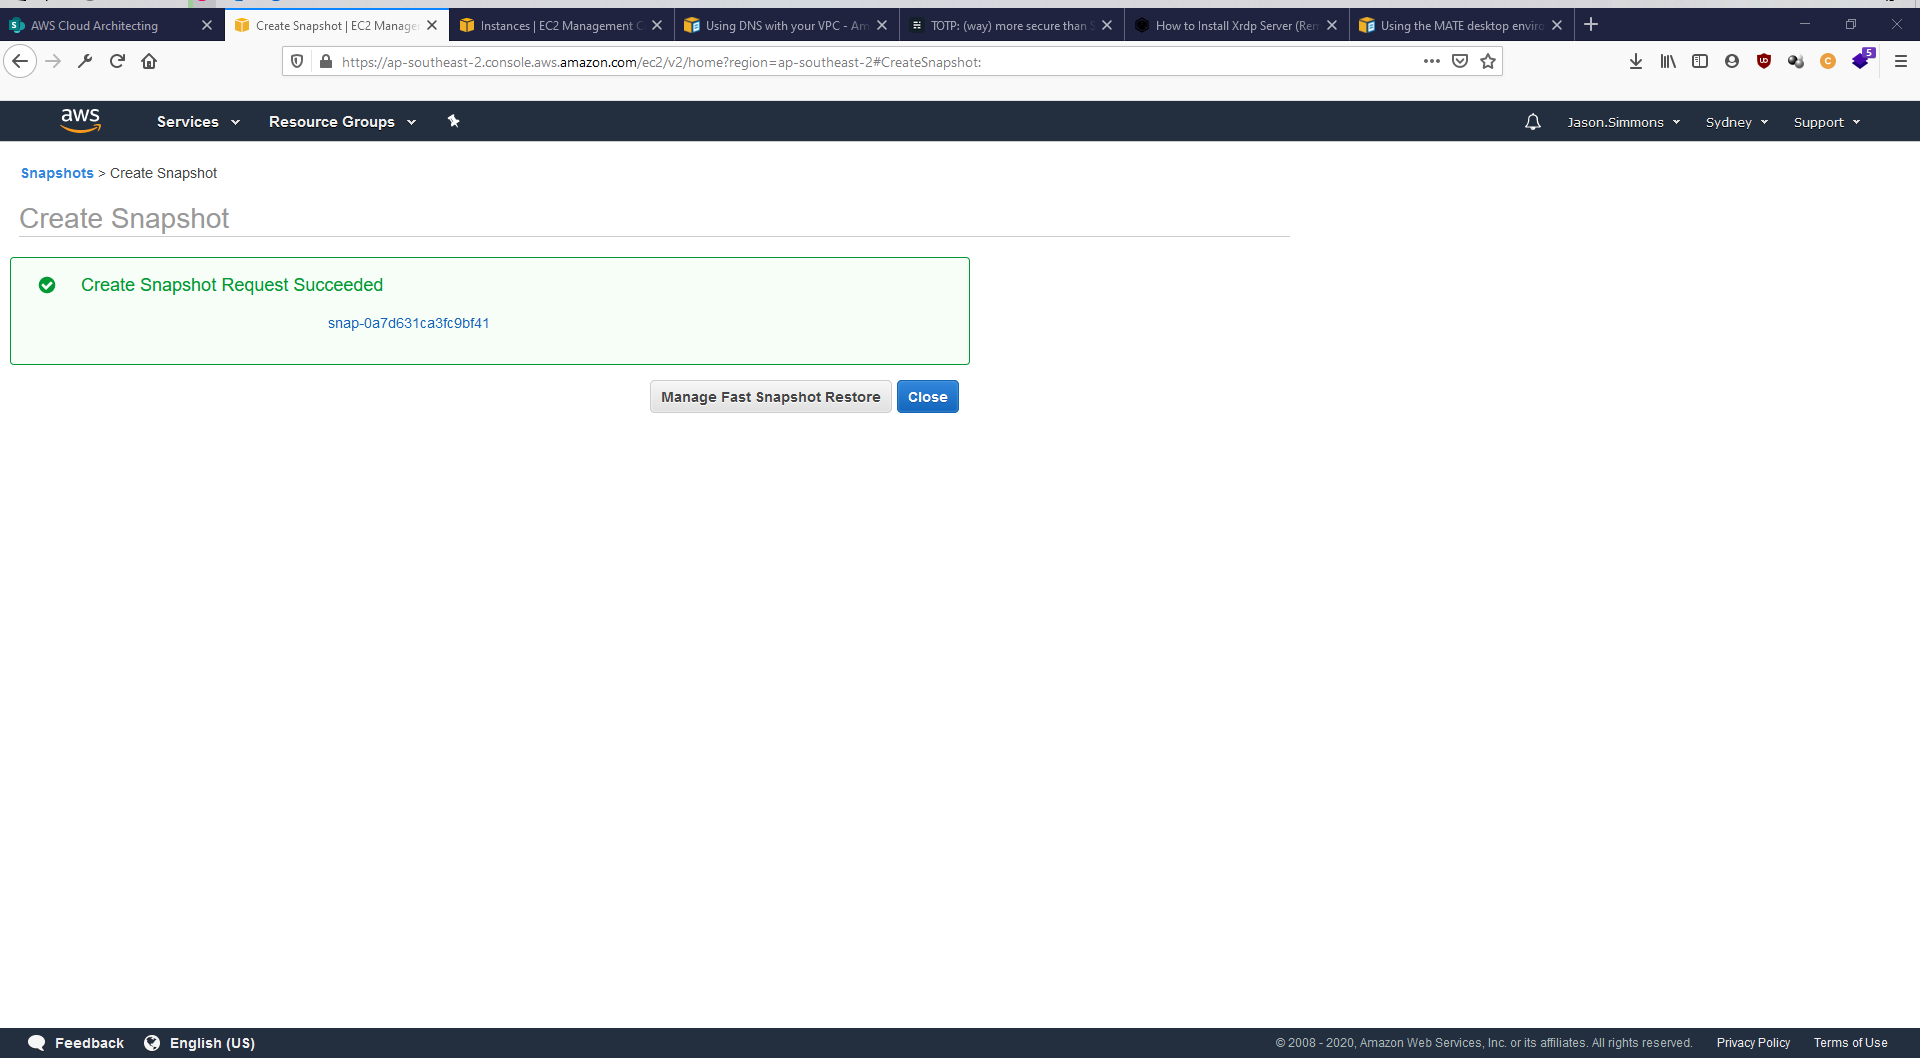 AWS Cloud Architecting
Create Snapshot | EC2 Manage
Instances | EC2 Management C
Using DNS with your VPC - Am
TOTP: (way) more secure than S
How to Install Xrdp Server (Rem
Using the MATE desktop enviro
https://ap-southeast-2.console.aws.amazon.com/ec2/v2/home?region=ap-southeast-2#CreateSnapshot:
5
aws
Services
Resource Groups
Jason.Simmons
Sydney
Support
Snapshots > Create Snapshot
Create Snapshot
Create Snapshot Request Succeeded
snap-0a7d631ca3fc9bf41
Manage Fast Snapshot Restore
Close
Feedback
English (US)
© 2008 - 2020, Amazon Web Services, Inc. or its affiliates. All rights reserved.
Privacy Policy
Terms of Use